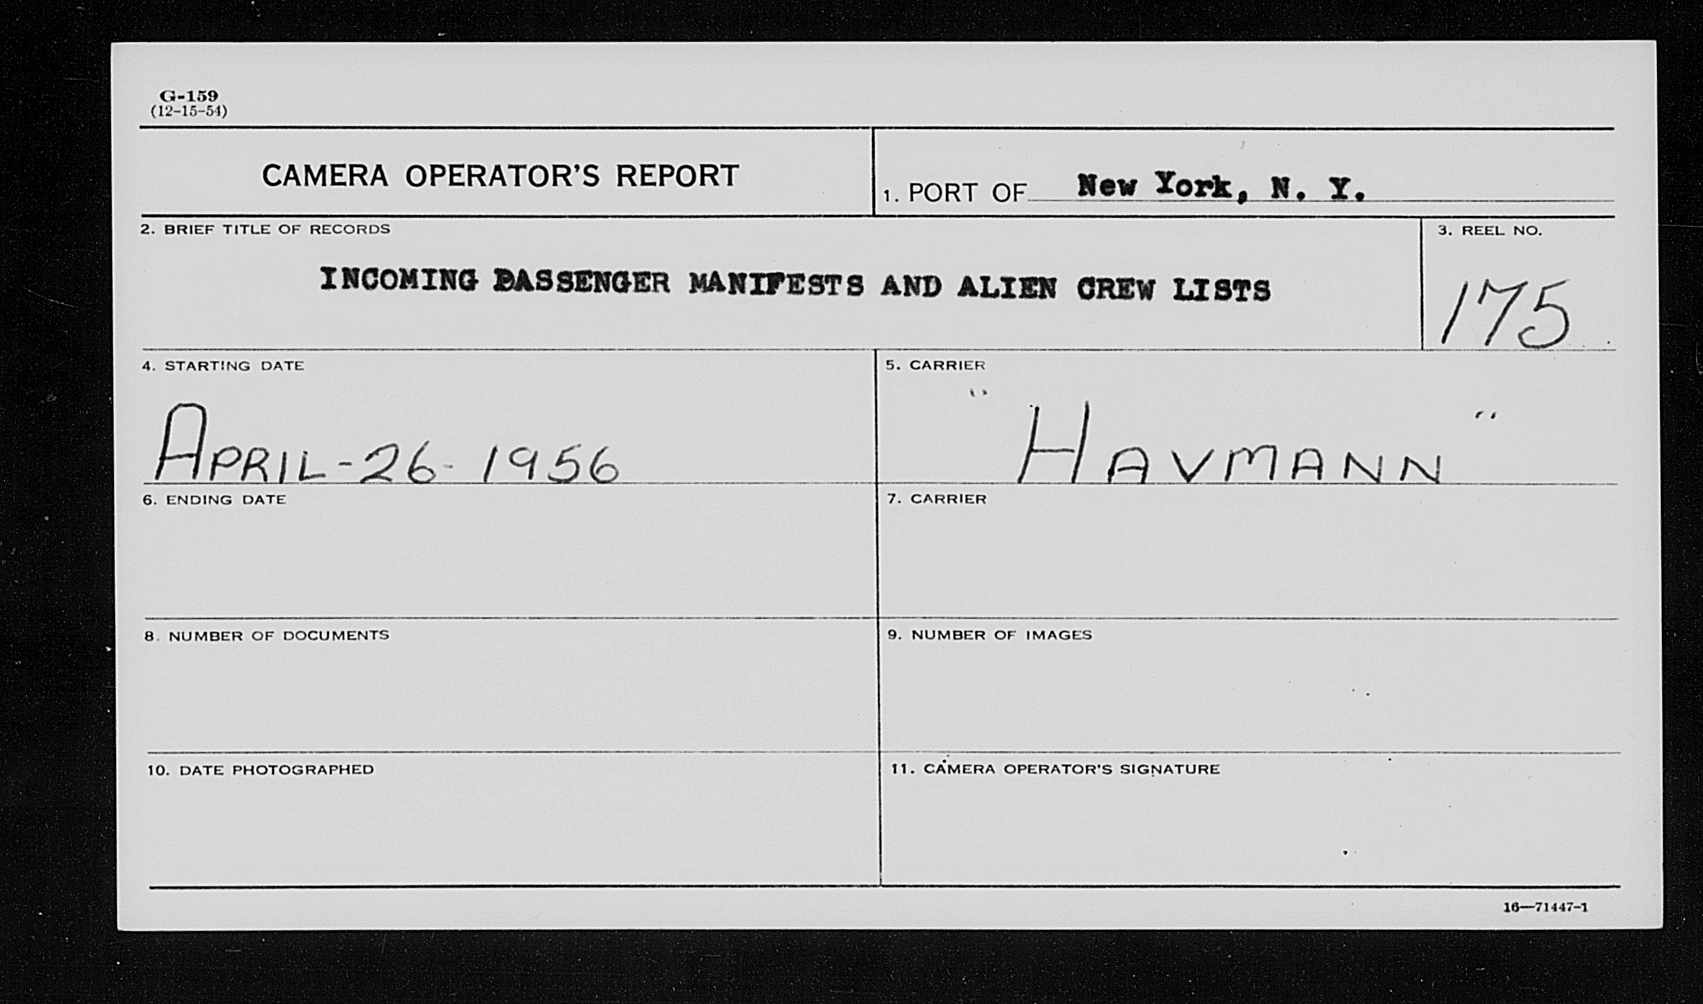 G-159
(12-15-54)
CAMERA OPERATOR'S REPORT
1. PORT OF New York, N. Y.
2. BRIEF TITLE OF RECORDS
3. REEL NO.
INCOMING PASSENGER MANIFESTS AND ALIEN CREW LISTS
175
4. STARTING DATE
5. CARRIER
APRIL-26-1956
"HAVMANN"
6. ENDING DATE
7. CARRIER
8. NUMBER OF DOCUMENTS
9. NUMBER OF IMAGES
10. DATE PHOTOGRAPHED
11. CAMERA OPERATOR'S SIGNATURE
16—71447-1